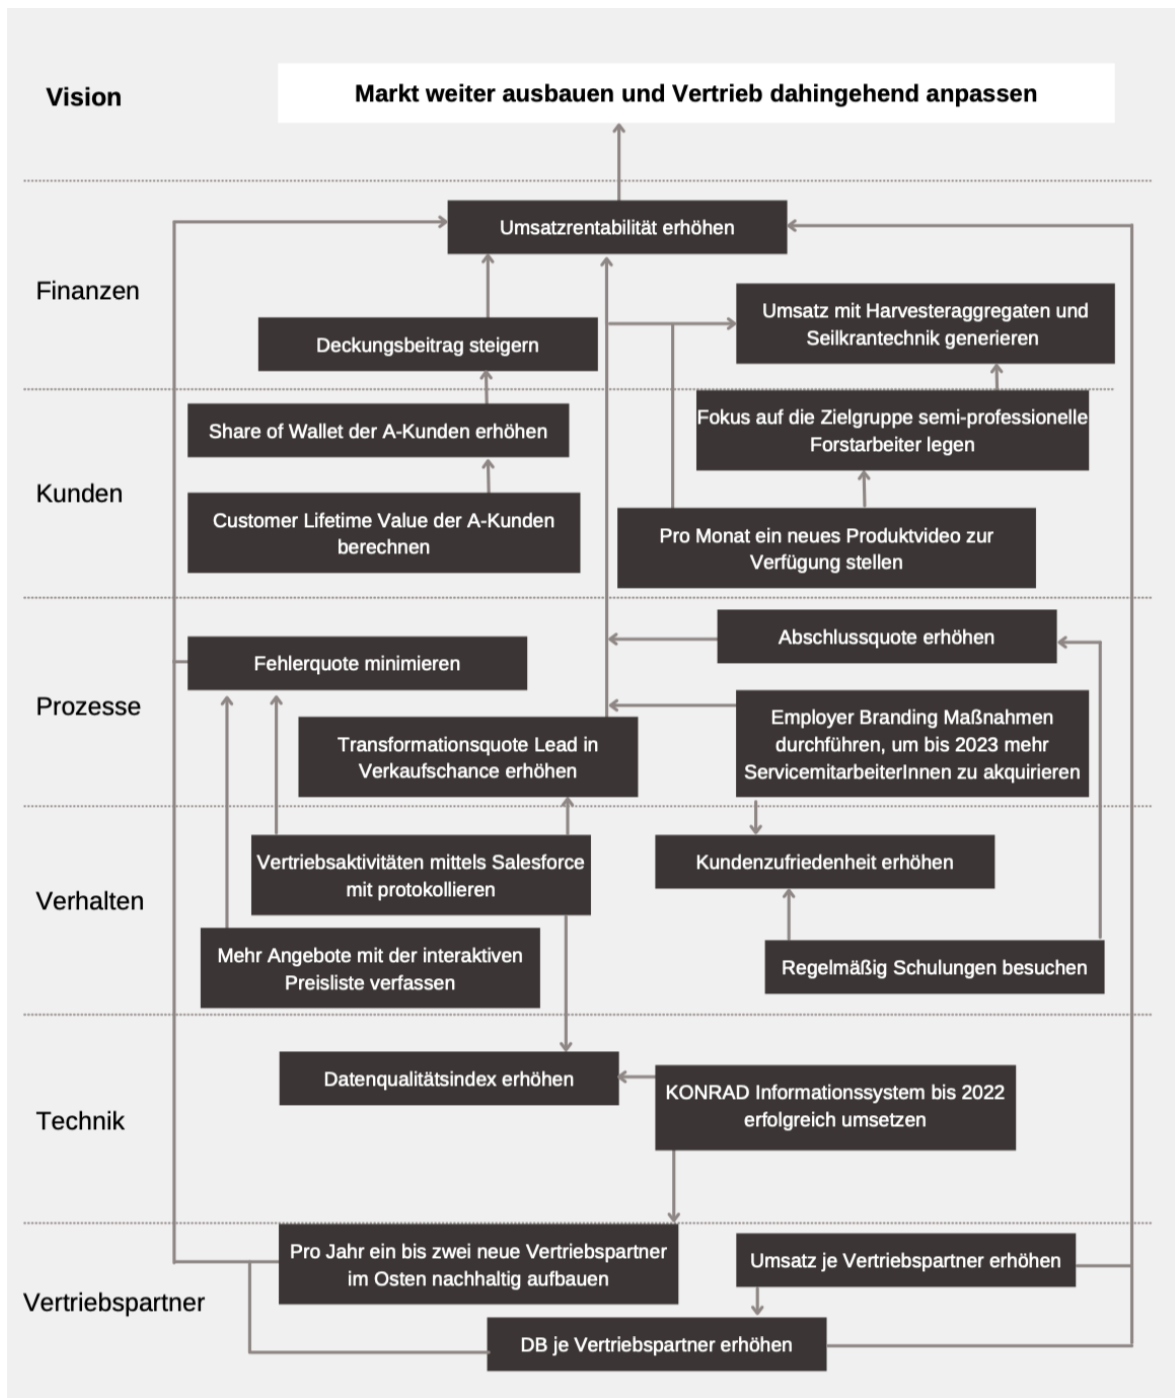 Vision
Markt weiter ausbauen und Vertrieb dahingehend anpassen
Finanzen
Umsatzrentabilität erhöhen
Umsatz mit Harvesteraggregaten und
Seilkrantechnik generieren
Deckungsbeitrag steigern
Kunden
Share of Wallet der A-Kunden erhöhen
Fokus auf die Zielgruppe semi-professionelle
Forstarbeiter legen
Customer Lifetime Value der A-Kunden
berechnen
Pro Monat ein neues Produktvideo zur
Verfügung stellen
Prozesse
Abschlussquote erhöhen
Fehlerquote minimieren
Employer Branding Maßnahmen
durchführen, um bis 2023 mehr
ServicemitarbeiterInnen zu akquirieren
Transformationsquote Lead in
Verkaufschance erhöhen
Verhalten
Vertriebsaktivitäten mittels Salesforce
mit protokollieren
Kundenzufriedenheit erhöhen
Mehr Angebote mit der interaktiven
Preisliste verfassen
Regelmäßig Schulungen besuchen
Technik
Datenqualitätsindex erhöhen
KONRAD Informationssystem bis 2022
erfolgreich umsetzen
Vertriebspartner
Pro Jahr ein bis zwei neue Vertriebspartner
im Osten nachhaltig aufbauen
Umsatz je Vertriebspartner erhöhen
DB je Vertriebspartner erhöhen